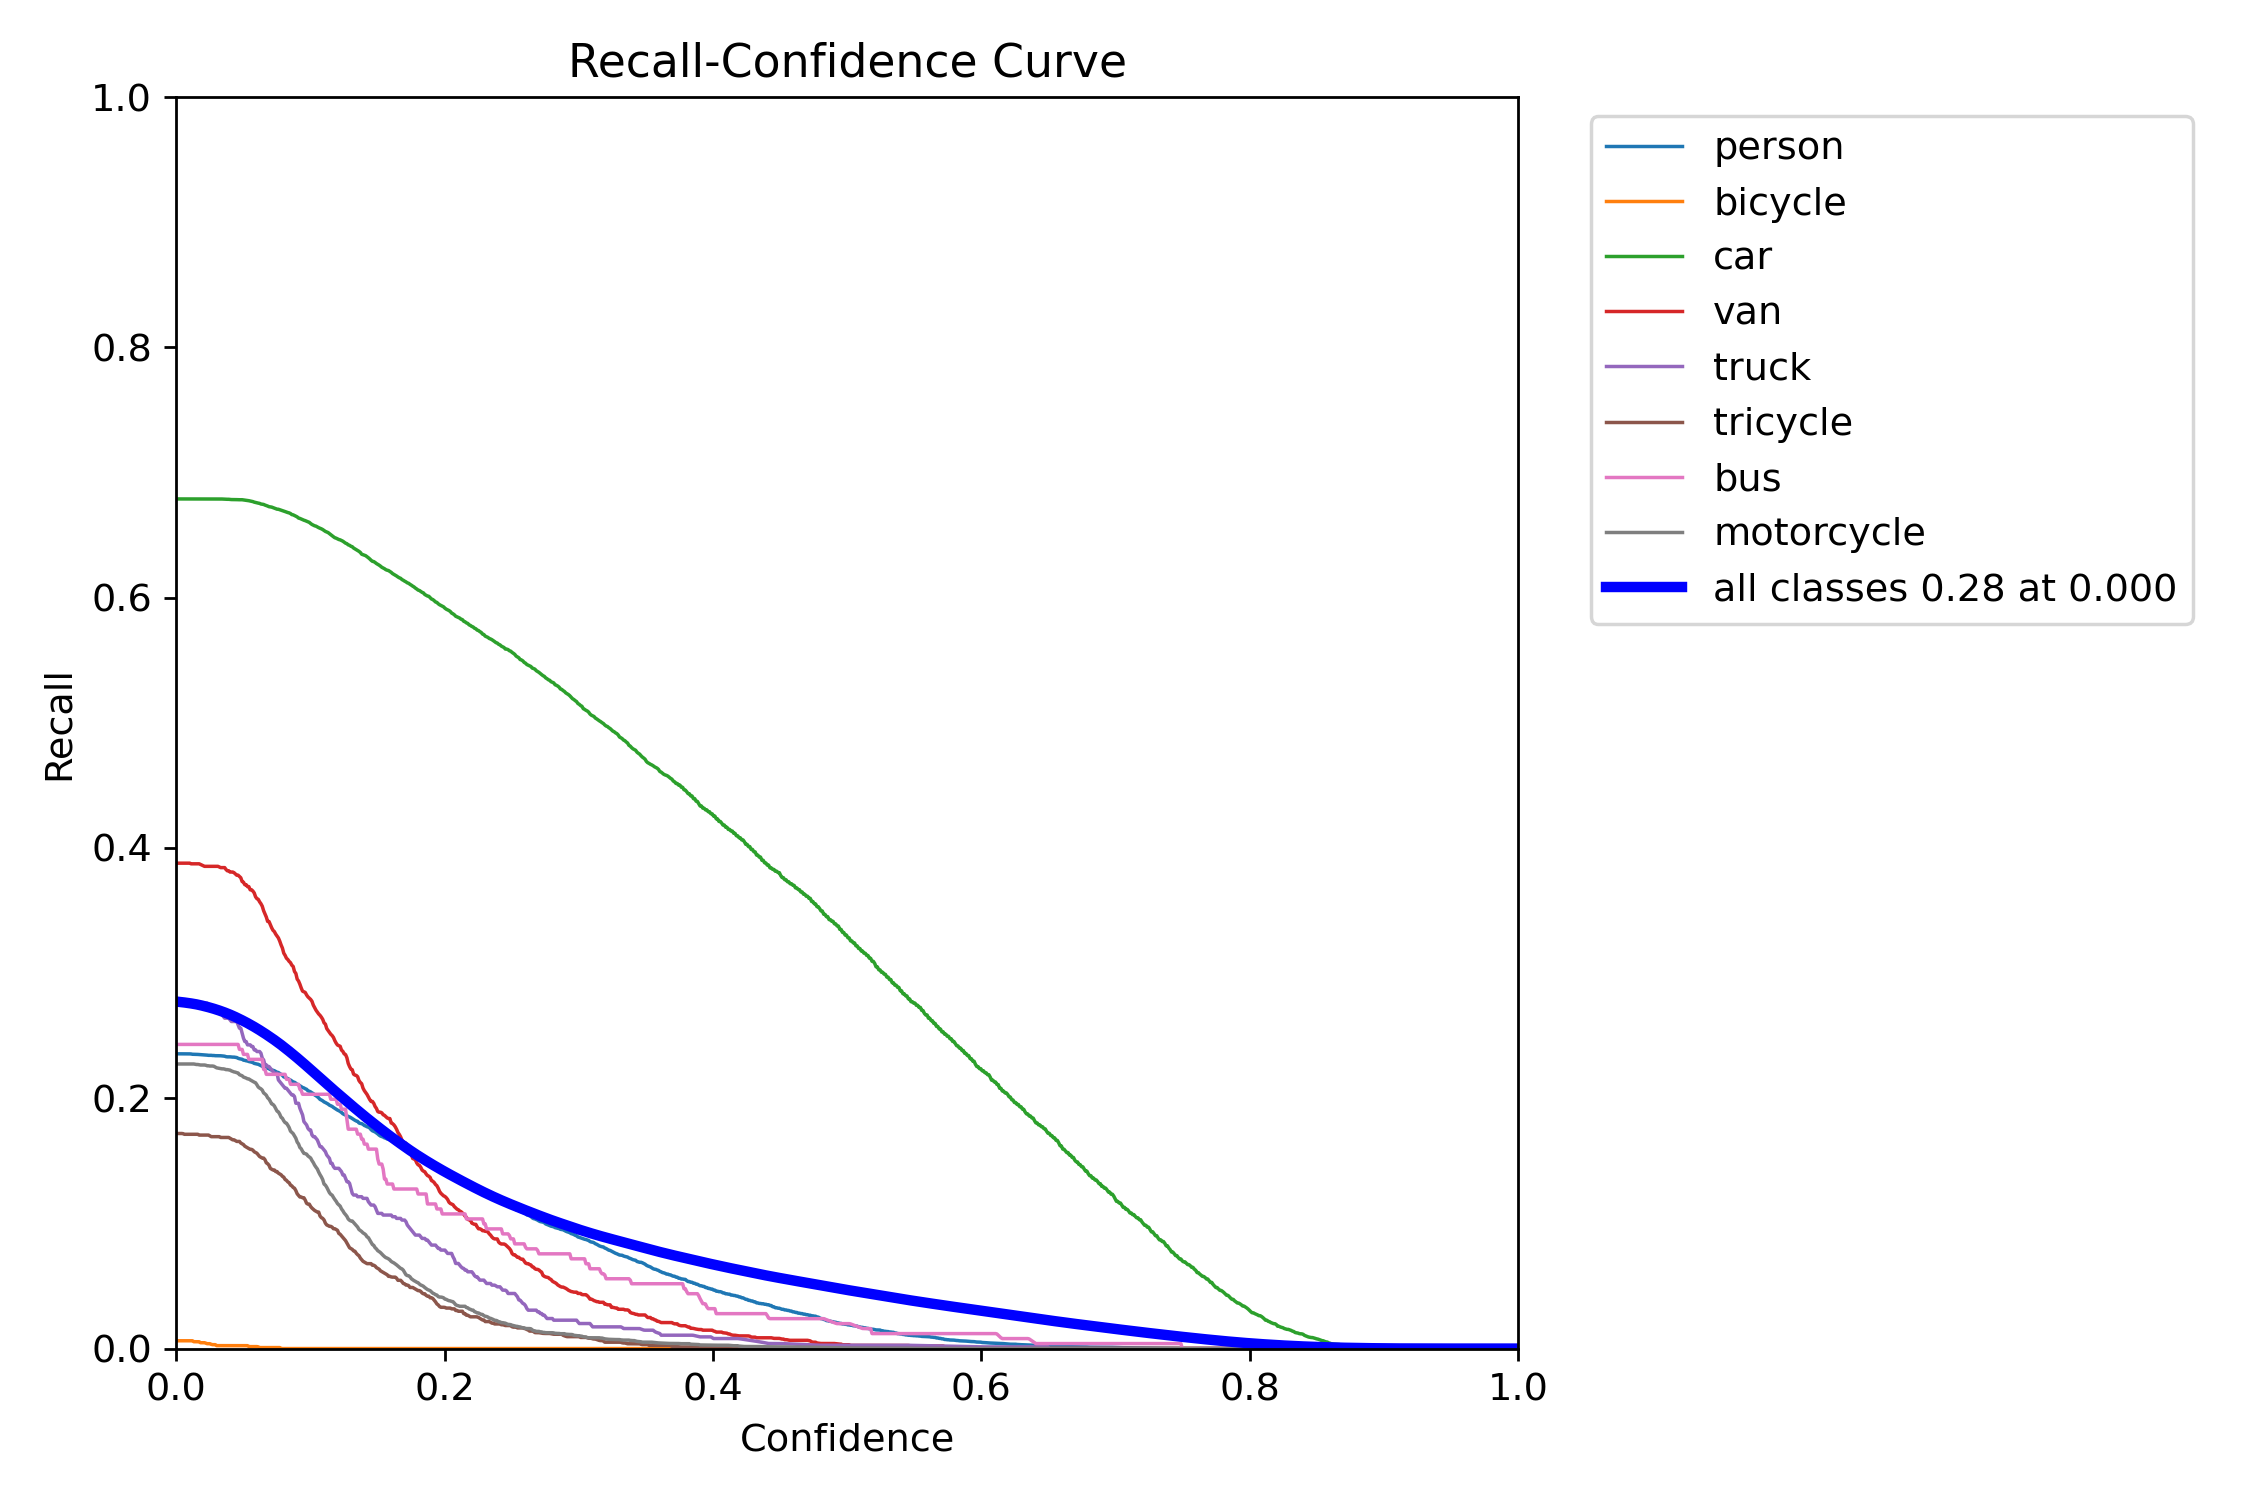 Recall-Confidence Curve
1.0
0.8
0.6
0.4
0.2
0.0
Recall
0.0 0.2 0.4 0.6 0.8 1.0
Confidence
person
bicycle
car
van
truck
tricycle
bus
motorcycle
all classes 0.28 at 0.000